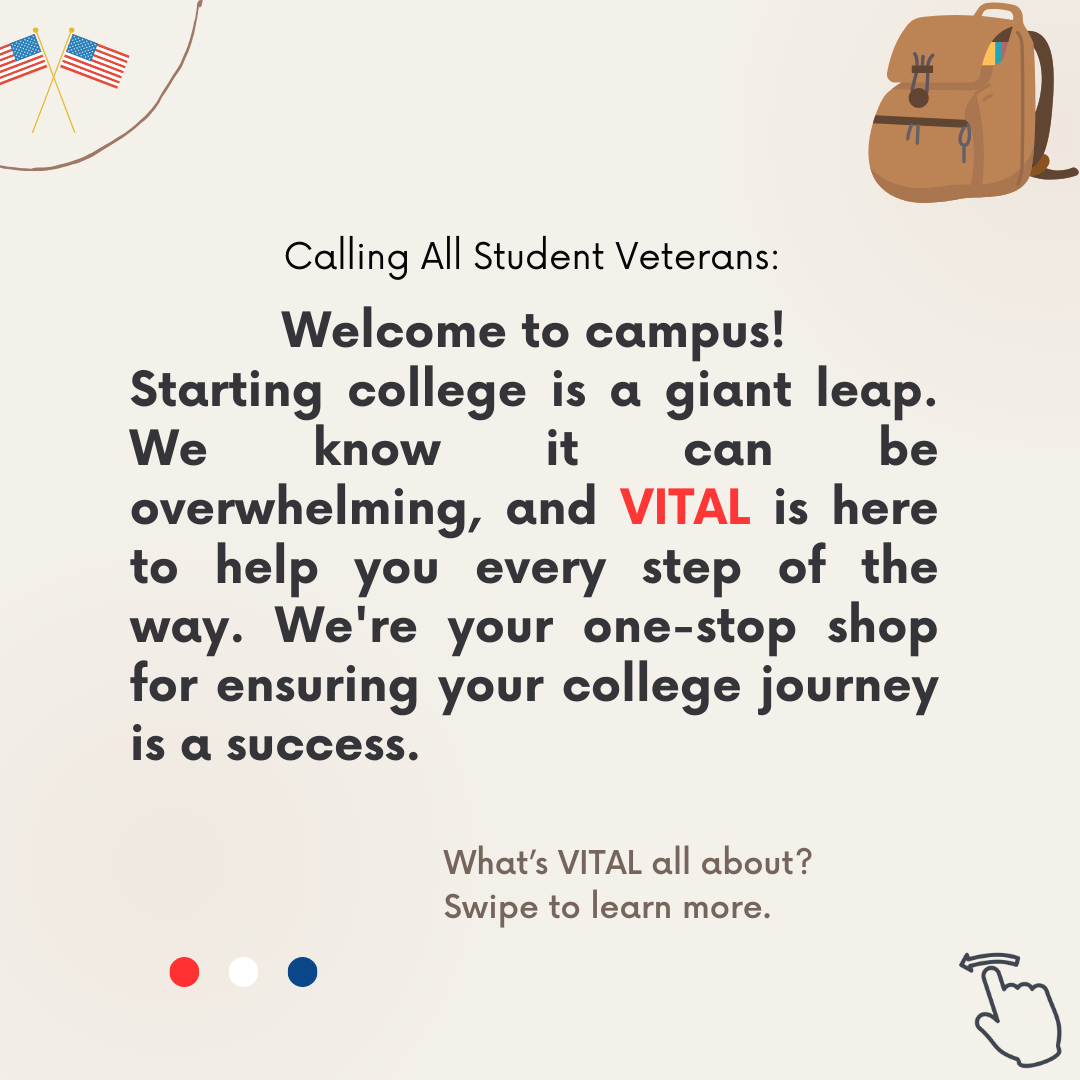 Calling All Student Veterans:
Welcome to campus!
Starting college is a giant leap.
We know it can be
overwhelming, and VITAL is here
to help you every step of the
way. We're your one-stop shop
for ensuring your college journey
is a success.
What’s VITAL all about?
Swipe to learn more.